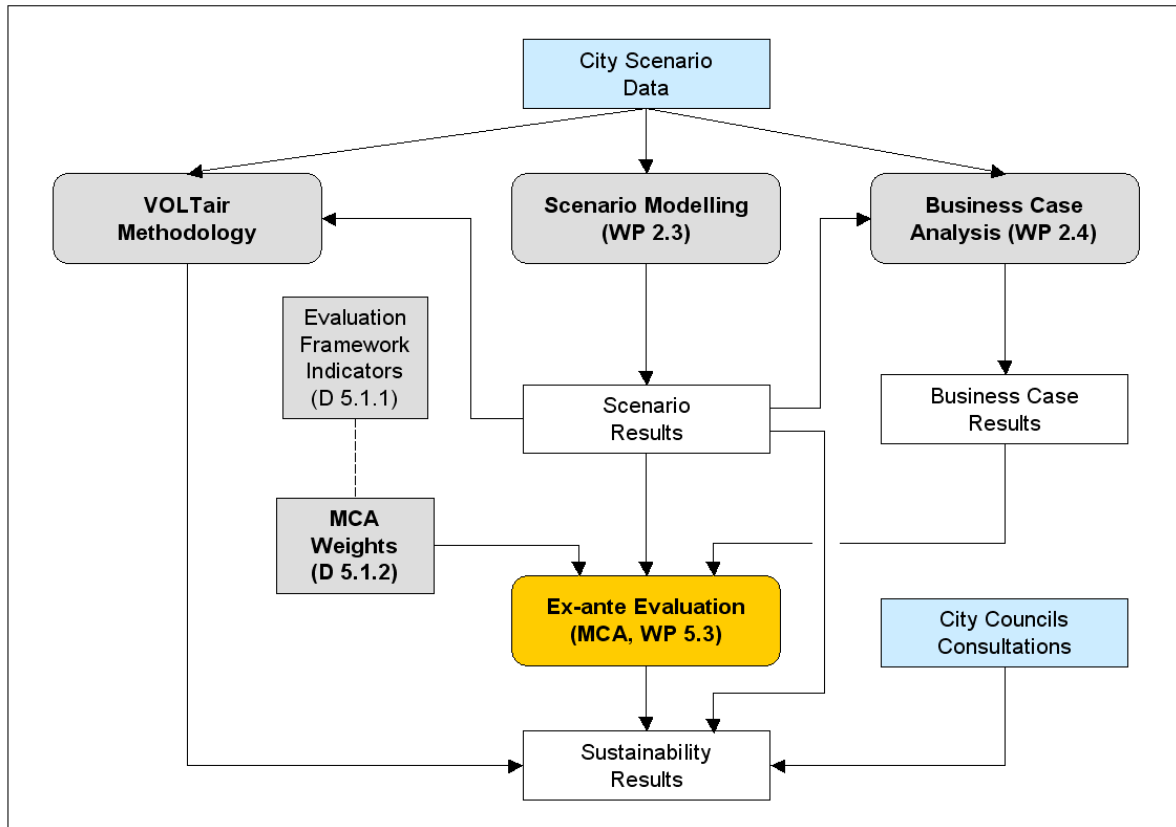 City Scenario
Data
VOLTair
Methodology
Scenario Modelling
(WP 2.3)
Business Case
Analysis (WP 2.4)
Evaluation
Framework
Indicators
(D 5.1.1)
Scenario
Results
Business Case
Results
MCA
Weights
(D 5.1.2)
Ex-ante Evaluation
(MCA, WP 5.3)
City Councils
Consultations
Sustainability
Results